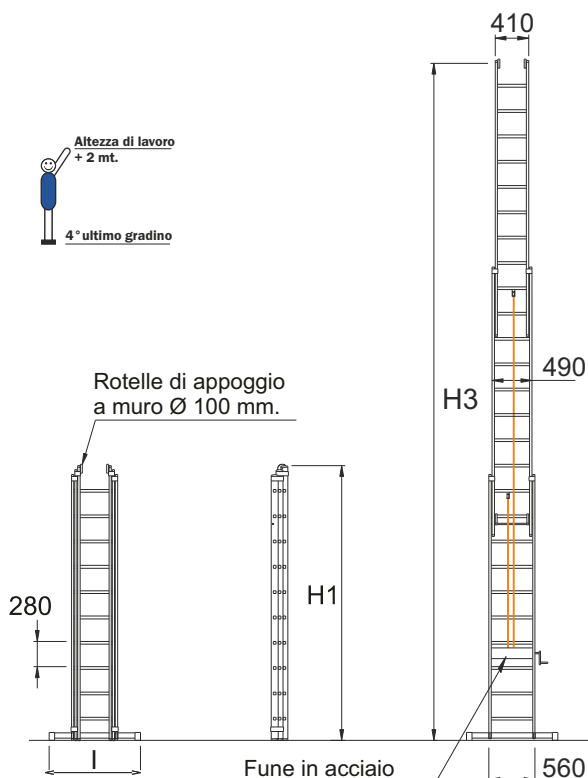 410
Altezza di lavoro
+ 2 mt.
4° ultimo gradino
490
Rotelle di appoggio
a muro Ø 100 mm.
H3
H1
280
I
Fune in acciaio
560